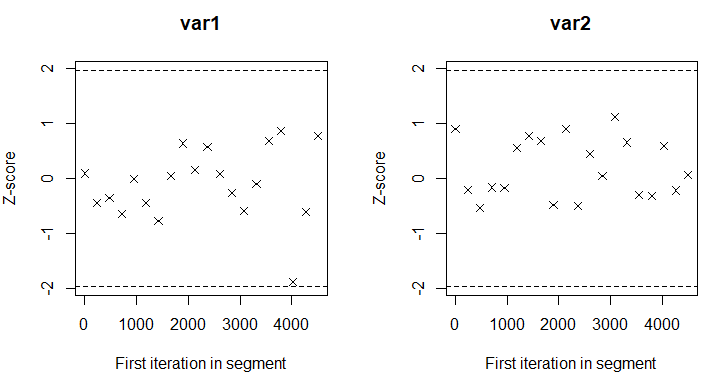 var1
Z-score
2
1
0
-1
-2
0 1000 2000 3000 4000
First iteration in segment
var2
Z-score
2
1
0
-1
-2
0 1000 2000 3000 4000
First iteration in segment